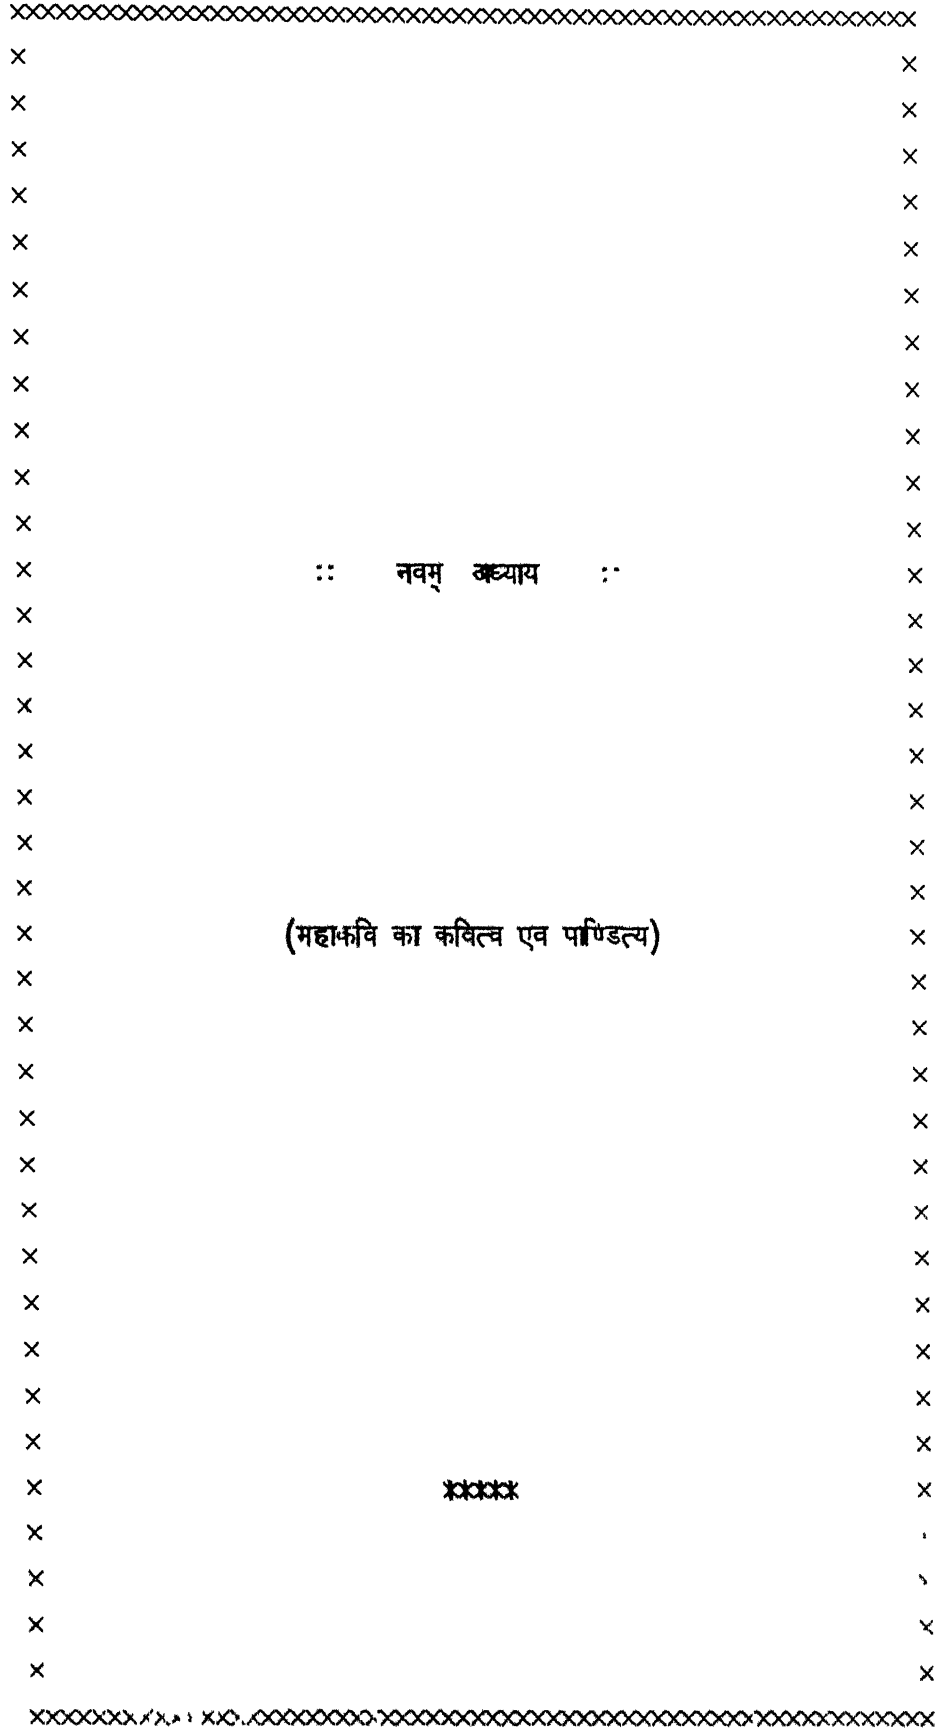 :: नवम् अध्याय ::
(महाकवि का कवित्व एव पाण्डित्य)
*****